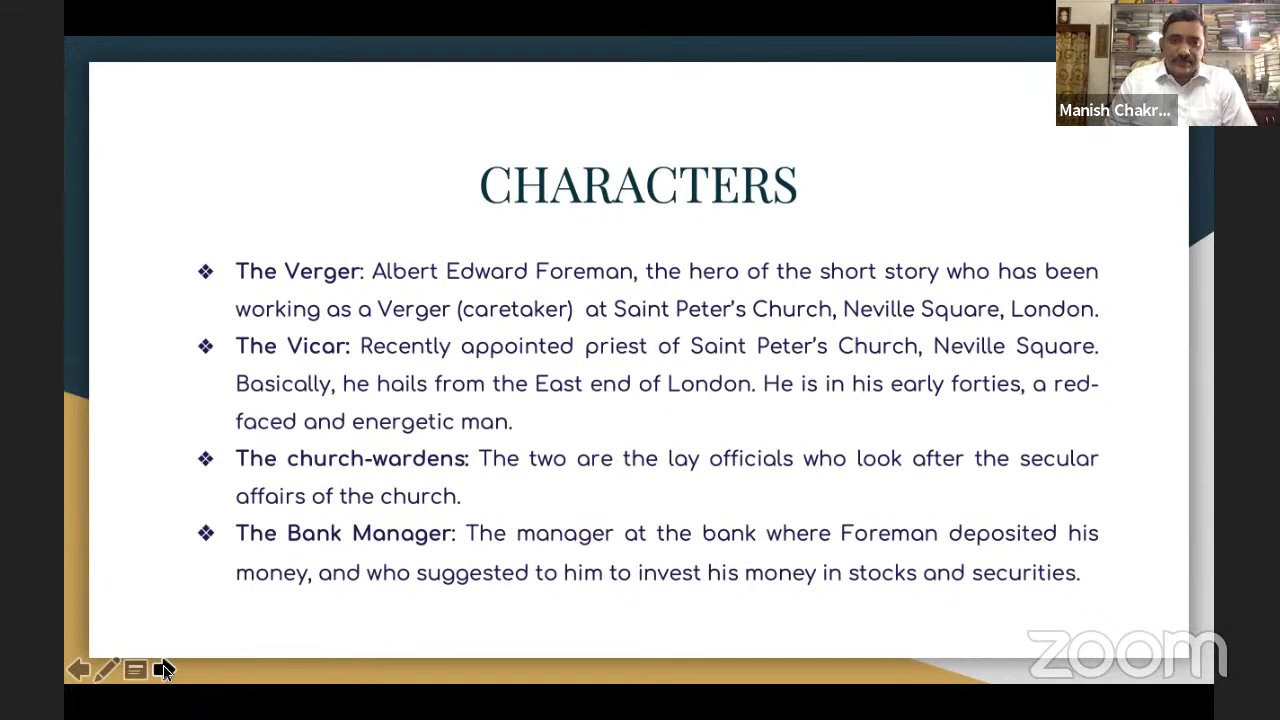 Manish Chakr...
CHARACTERS
❖ The Verger: Albert Edward Foreman, the hero of the short story who has been
working as a Verger (caretaker) at Saint Peter's Church, Neville Square, London.
❖ The Vicar: Recently appointed priest of Saint Peter's Church, Neville Square.
Basically, he hails from the East end of London. He is in his early forties, a red-
faced and energetic man.
❖ The church-wardens: The two are the lay officials who look after the secular
affairs of the church.
❖ The Bank Manager: The manager at the bank where Foreman deposited his
money, and who suggested to him to invest his money in stocks and securities.
zoom